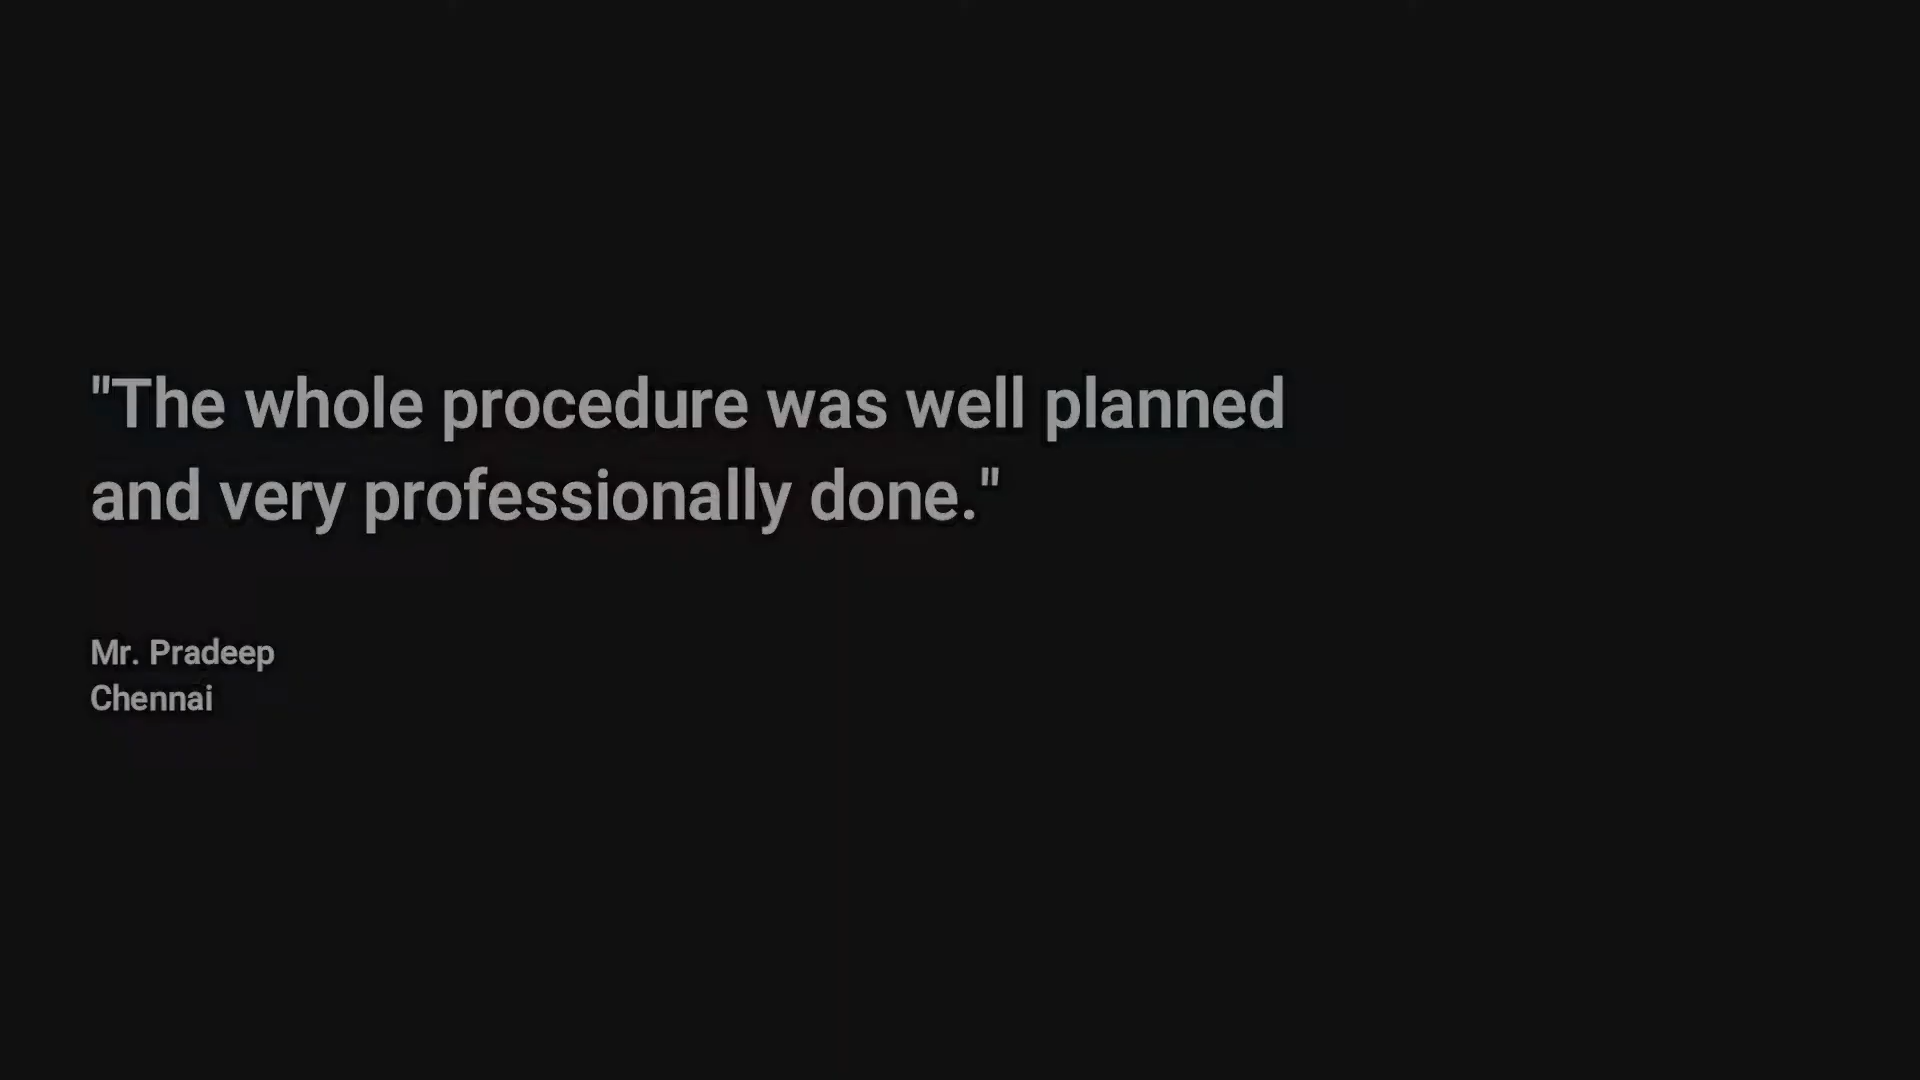 "The whole procedure was well planned
and very professionally done."
Mr. Pradeep
Chennai